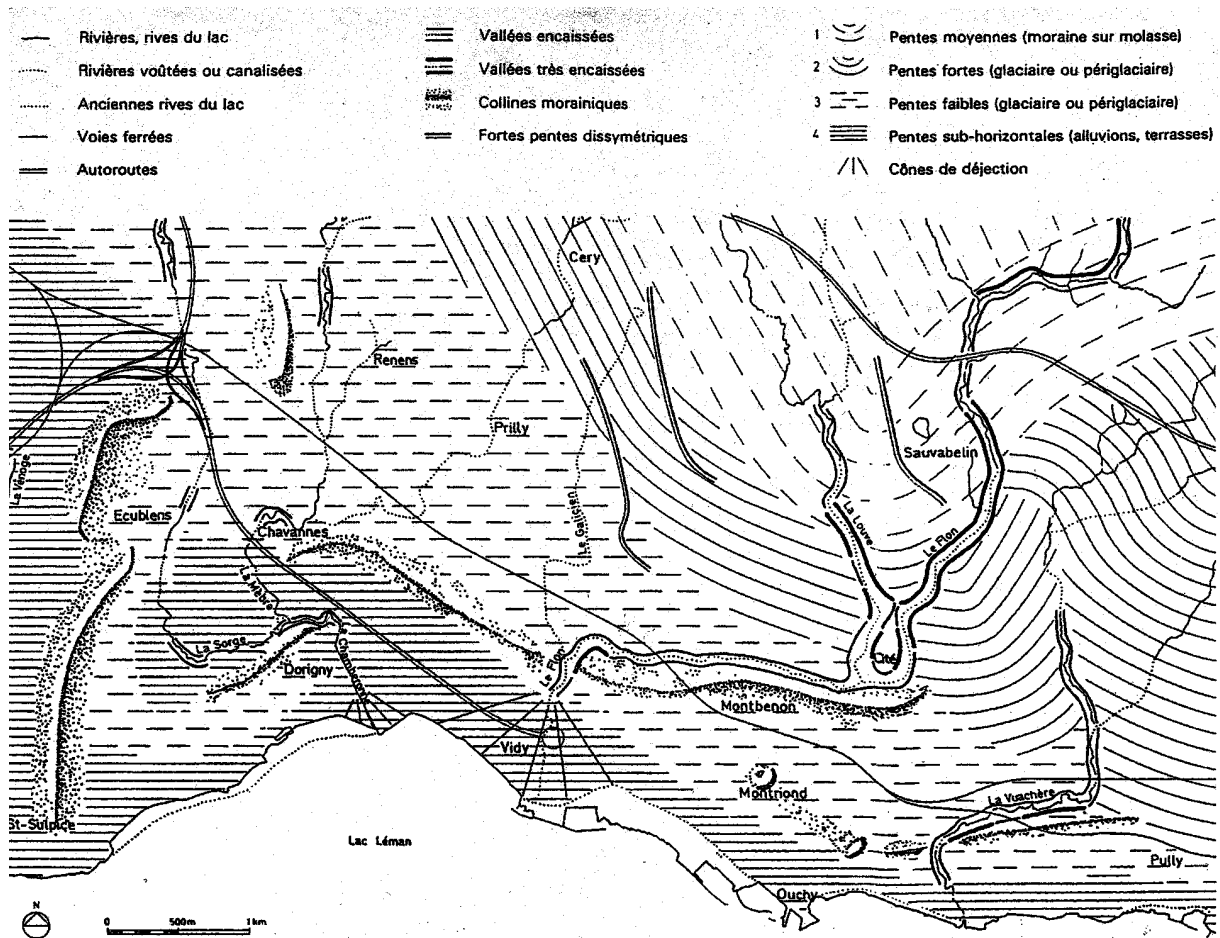 Rivières, rives du lac
Rivières voûtées ou canalisées
Anciennes rives du lac
Voies ferrées
Autoroutes
Vallées encaissées
Vallées très encaissées
Collines morainiques
Fortes pentes dissymétriques
1 Pentes moyennes (moraine sur molasse)
2 Pentes fortes (glaciaire ou périglaciaire)
3 Pentes faibles (glaciaire ou périglaciaire)
4 Pentes sub-horizontales (alluvions, terrasses)
Cônes de déjection
Cery
Renens
Prilly
Sauvabelin
La Venoge
Ecublens
Chavannes
Le Galicien
La Louve
Le Flon
La Mèbre
La Sorge
Dorigny
La Chamberonne
Le Flon
Cité
Montbenon
Vidy
Montriond
La Vuachère
St-Sulpice
Lac Léman
Pully
Ouchy
N
0 500m 1 km